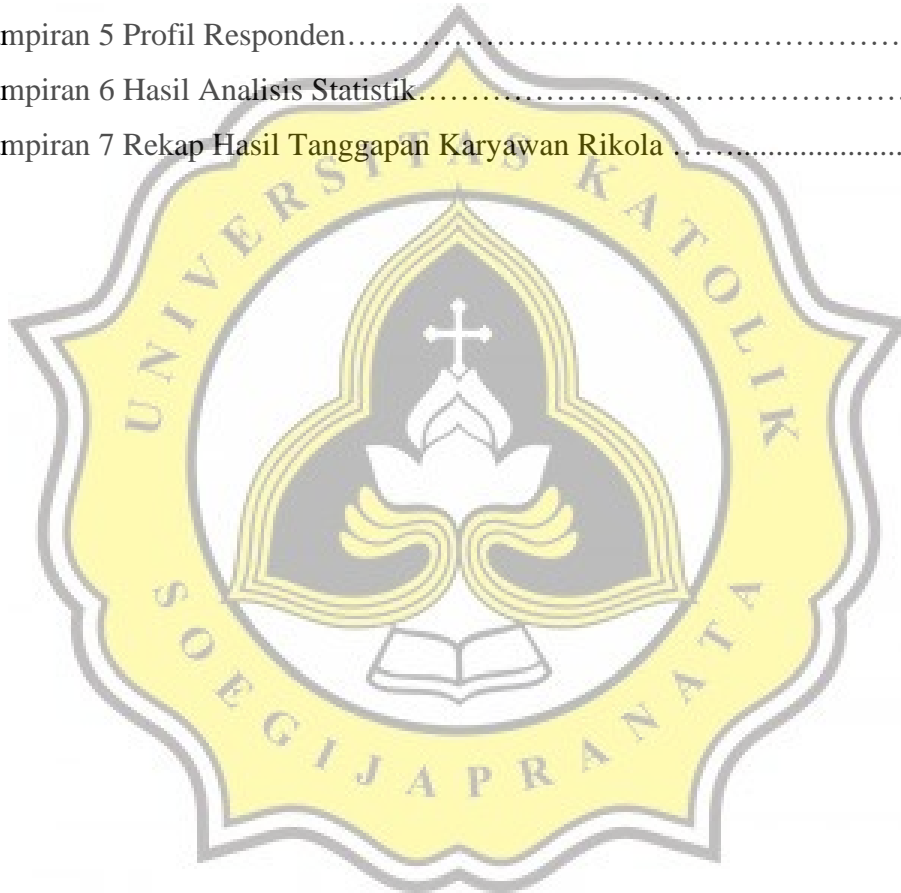 mpiran 5 Profil Responden……………………………………………………
mpiran 6 Hasil Analisis Statistik………………………………………………
mpiran 7 Rekap Hasil Tanggapan Karyawan Rikola …….........................
UNIVERSITAS KATOLIK
SOEGIJAPRANATA